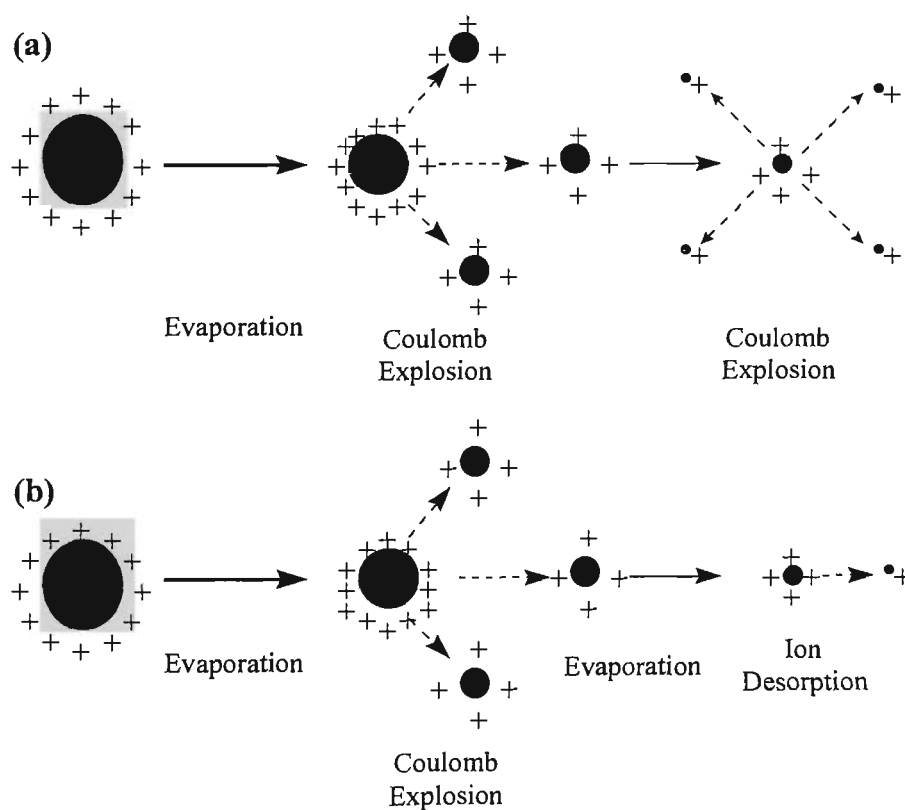 (a)
Evaporation
Coulomb
Explosion
Coulomb
Explosion
(b)
Evaporation
Coulomb
Explosion
Evaporation
Ion
Desorption